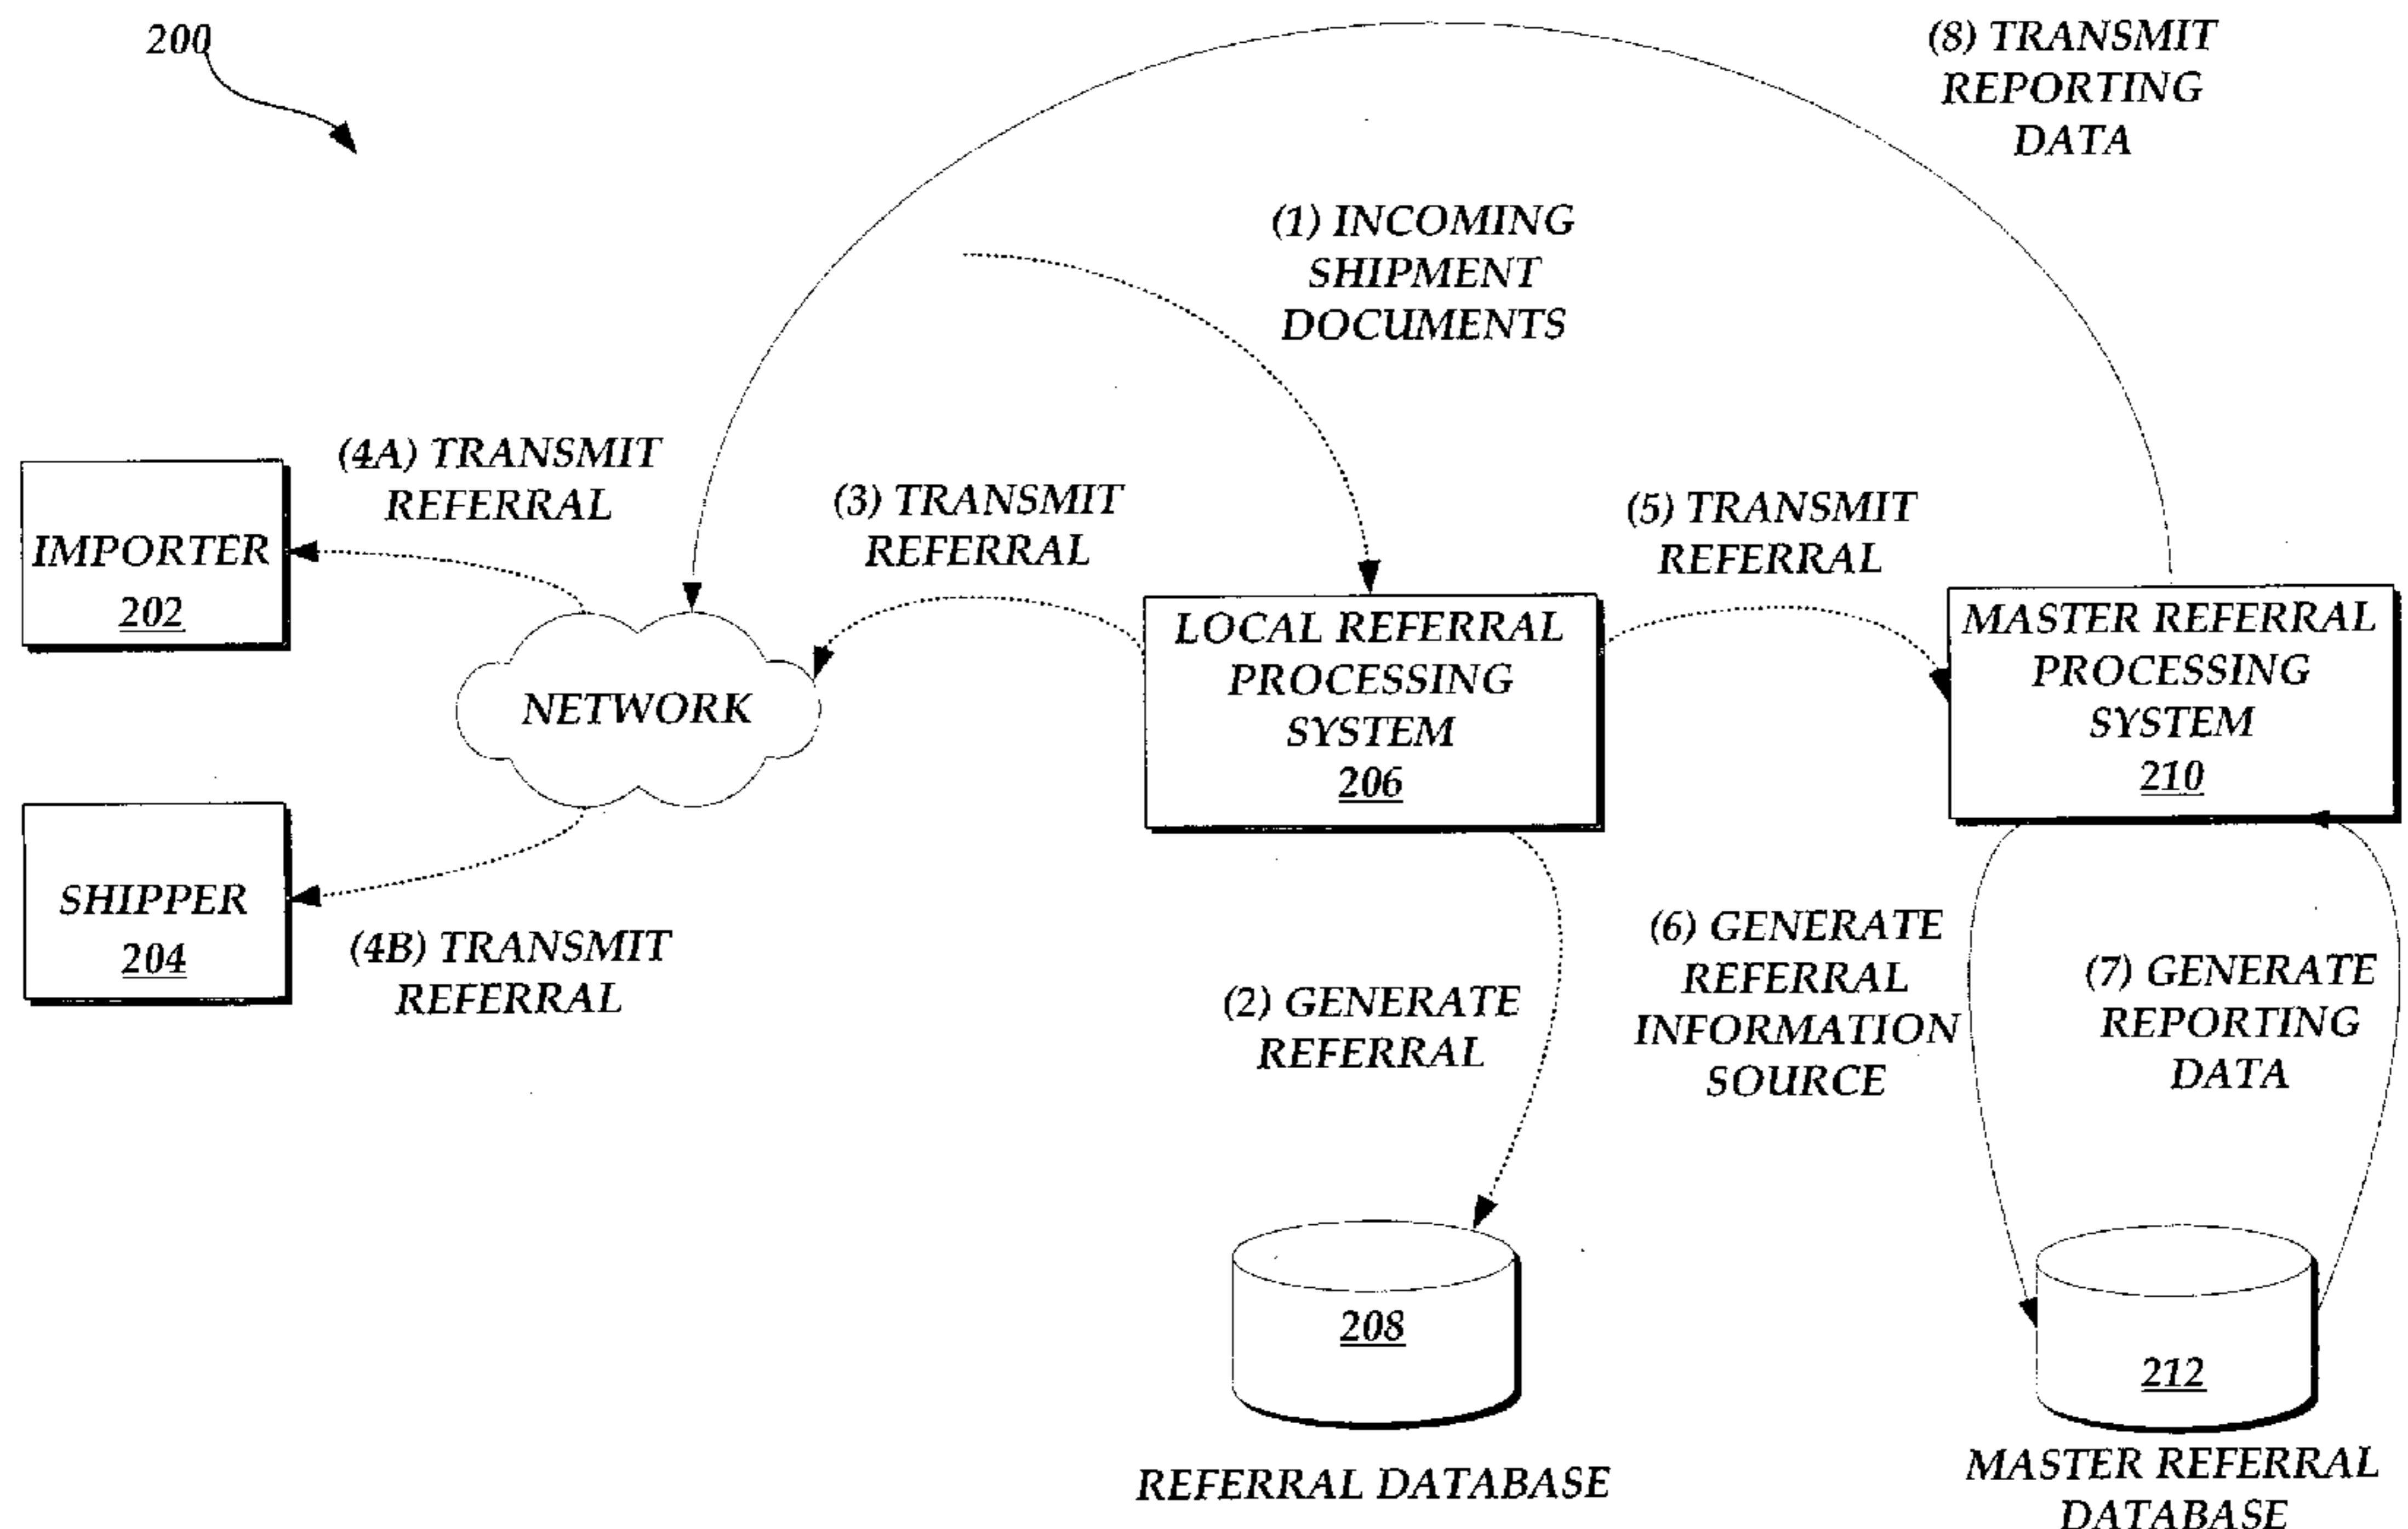 200
(8) TRANSMIT
REPORTING
DATA
(1) INCOMING
SHIPMENT
DOCUMENTS
(4A) TRANSMIT
REFERRAL
(3) TRANSMIT
REFERRAL
(5) TRANSMIT
REFERRAL
IMPORTER
202
NETWORK
LOCAL REFERRAL
PROCESSING
SYSTEM
206
MASTER REFERRAL
PROCESSING
SYSTEM
210
SHIPPER
204
(4B) TRANSMIT
REFERRAL
(2) GENERATE
REFERRAL
(6) GENERATE
REFERRAL
INFORMATION
SOURCE
(7) GENERATE
REPORTING
DATA
208
REFERRAL DATABASE
212
MASTER REFERRAL
DATABASE